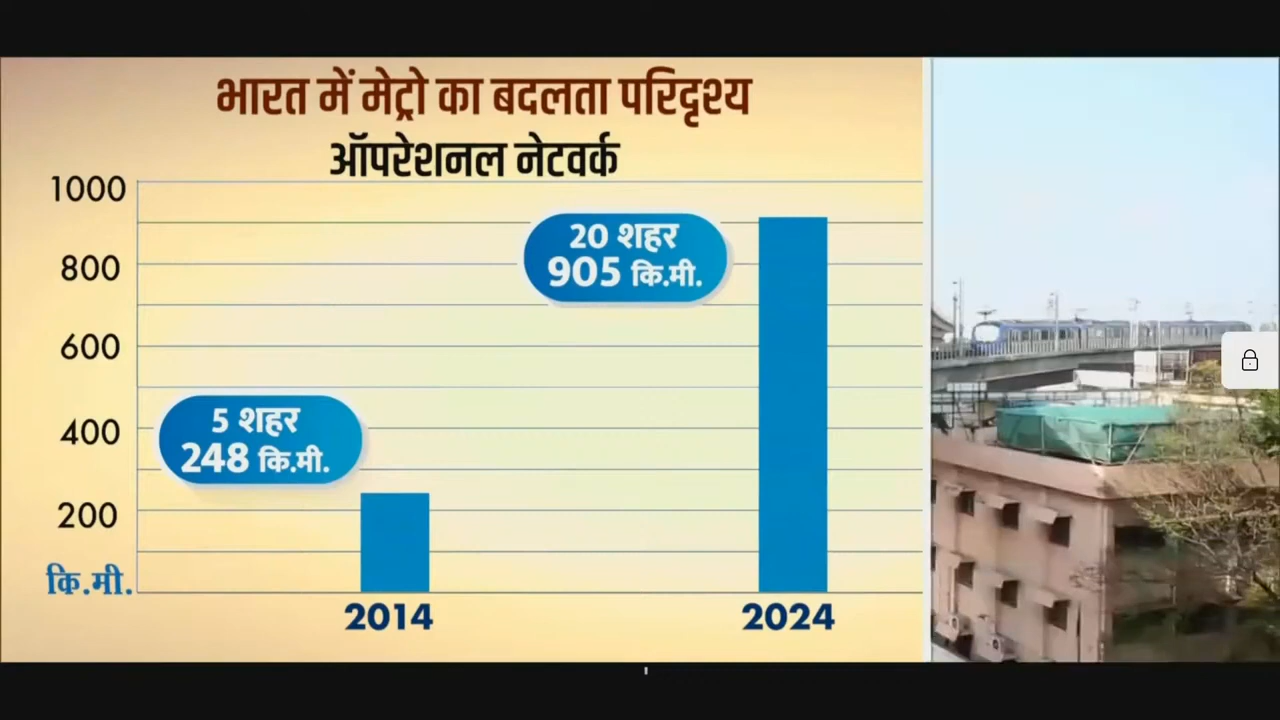 भारत में मेट्रो का बदलता परिदृश्य
ऑपरेशनल नेटवर्क
1000
800
600
400
200
कि.मी.
5 शहर
248 कि.मी.
20 शहर
905 कि.मी.
2014
2024